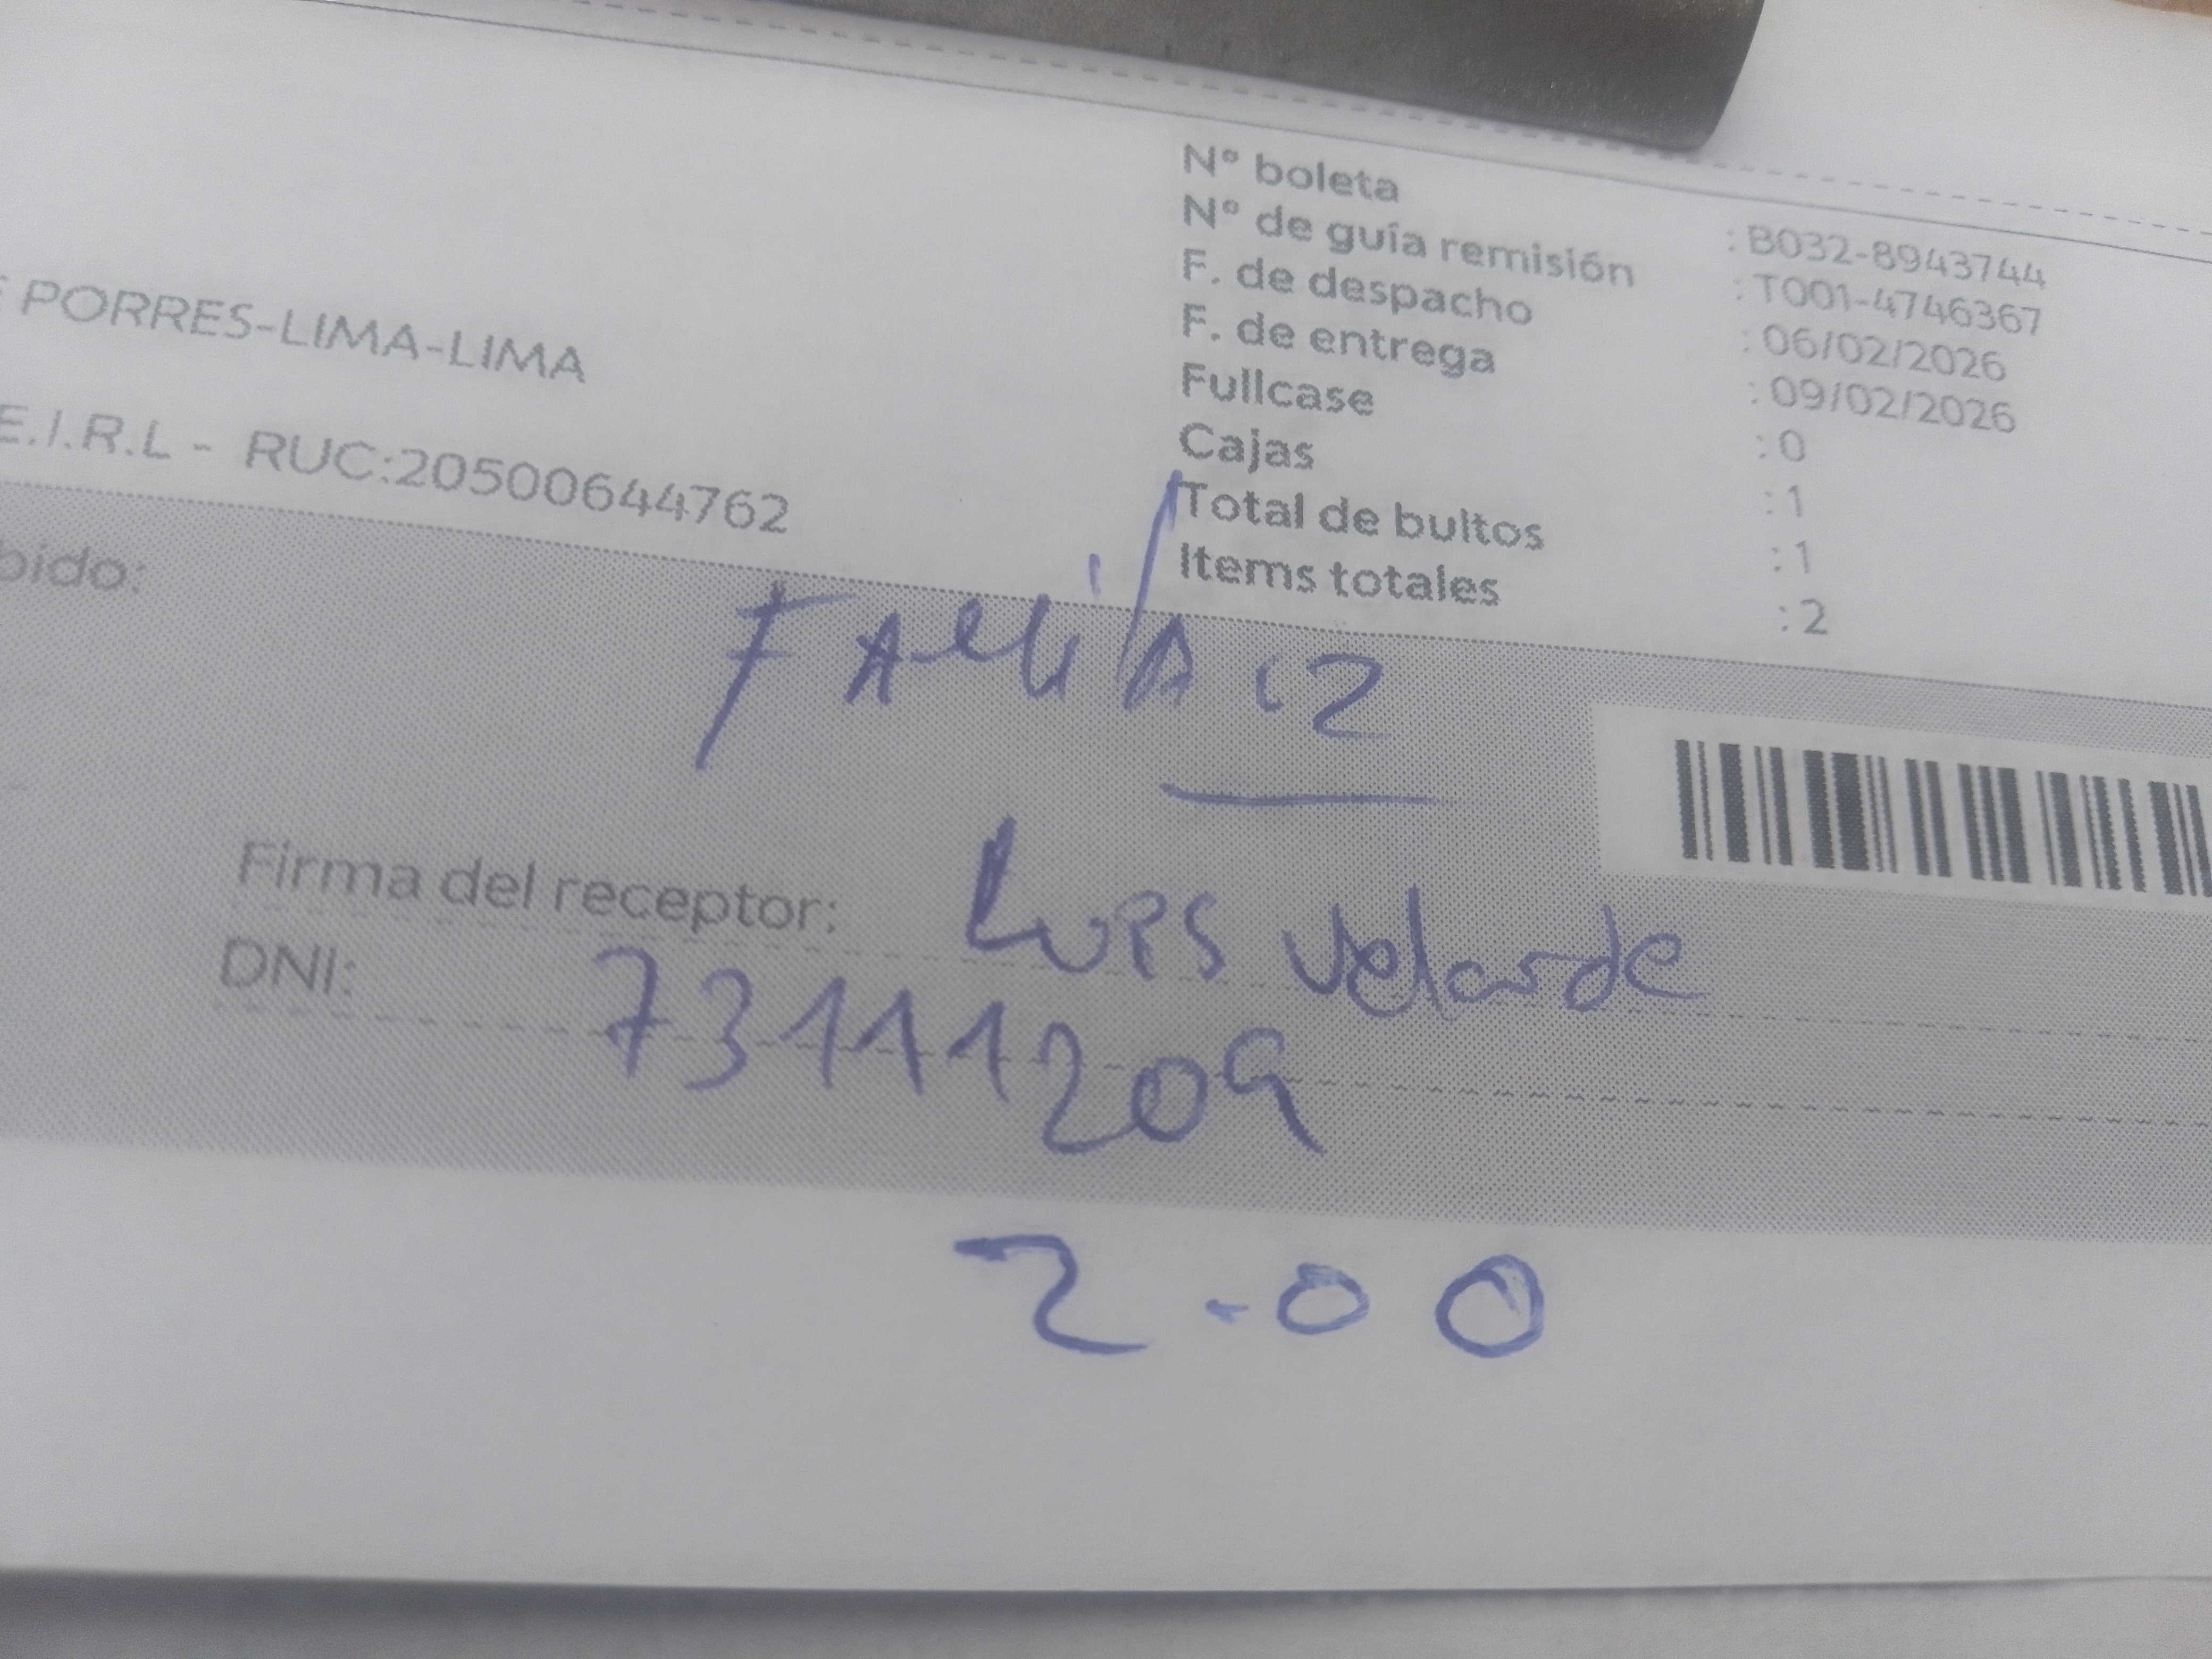 N° boleta : B032-8943744
N° de guía remisión : T001-4746367
F. de despacho : 06/02/2026
F. de entrega : 09/02/2026
Fullcase : 0
Cajas : 1
Total de bultos : 1
Items totales : 2
PORRES-LIMA-LIMA
E.I.R.L - RUC:20500644762
bido:
Firma del receptor: Luis Velarde
DNI: 73111209
2.00